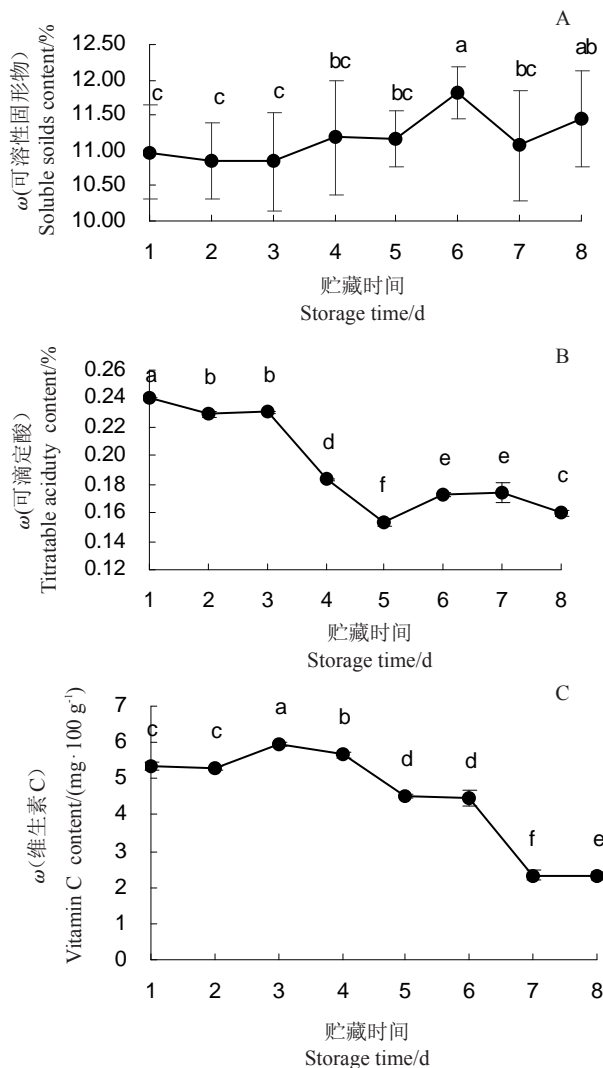 A
ω(可溶性固形物)
Soluble soilds content/%
12.50
12.00
11.50
11.00
10.50
10.00
c c c bc bc a bc ab
1 2 3 4 5 6 7 8
贮藏时间
Storage time/d
B
ω(可滴定酸)
Titratable aciduty content/%
0.26
0.24
0.22
0.20
0.18
0.16
0.14
0.12
a b b d f e e c
1 2 3 4 5 6 7 8
贮藏时间
Storage time/d
C
ω(维生素 C)
Vitamin C content/(mg·100 g⁻¹)
7
6
5
4
3
2
1
0
c c a b d d f e
1 2 3 4 5 6 7 8
贮藏时间
Storage time/d